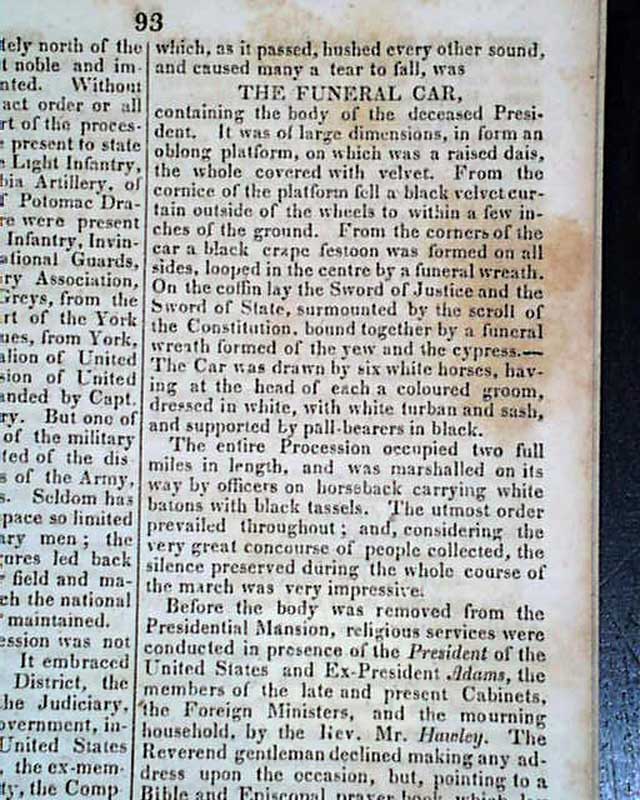 93
tely north of the
t noble and im-
nted. Without
act order or all
rt of the proces-
e present to state
e Light Infantry,
bia Artillery, of
f Potomac Dra-
re were present
Infantry, Invin-
ational Guards,
ry Association,
Greys, from the
rt of the York
ues, from York,
alion of United
sion of United
anded by Capt.
ry. But one of
of the military
ted of the dis-
s of the Army,
s. Seldom has
space so limited
ary men; the
gures led back
e field and ma-
ch the national
maintained.
ession was not
It embraced
District, the
the Judiciary,
overnment, in-
United States
, the ex-mem-
ty, the Comp
which, as it passed, hushed every other sound,
and caused many a tear to fall, was
THE FUNERAL CAR,
containing the body of the deceased Presi-
dent. It was of large dimensions, in form an
oblong platform, on which was a raised dais,
the whole covered with velvet. From the
cornice of the platform fell a black velvet cur-
tain outside of the wheels to within a few in-
ches of the ground. From the corners of the
car a black crape festoon was formed on all
sides, looped in the centre by a funeral wreath.
On the coffin lay the Sword of Justice and the
Sword of State, surmounted by the scroll of
the Constitution, bound together by a funeral
wreath formed of the yew and the cypress.—
The Car was drawn by six white horses, hav-
ing at the head of each a coloured groom,
dressed in white, with white turban and sash,
and supported by pall-bearers in black.
The entire Procession occupied two full
miles in length, and was marshalled on its
way by officers on horseback carrying white
batons with black tassels. The utmost order
prevailed throughout; and, considering the
very great concourse of people collected, the
silence preserved during the whole course of
the march was very impressive.
Before the body was removed from the
Presidential Mansion, religious services were
conducted in presence of the President of the
United States and Ex-President Adams, the
members of the late and present Cabinets,
the Foreign Ministers, and the mourning
household, by the Rev. Mr. Hawley. The
Reverend gentleman declined making any ad-
dress upon the occasion, but, pointing to a
Bible and Episcopal prayer book which